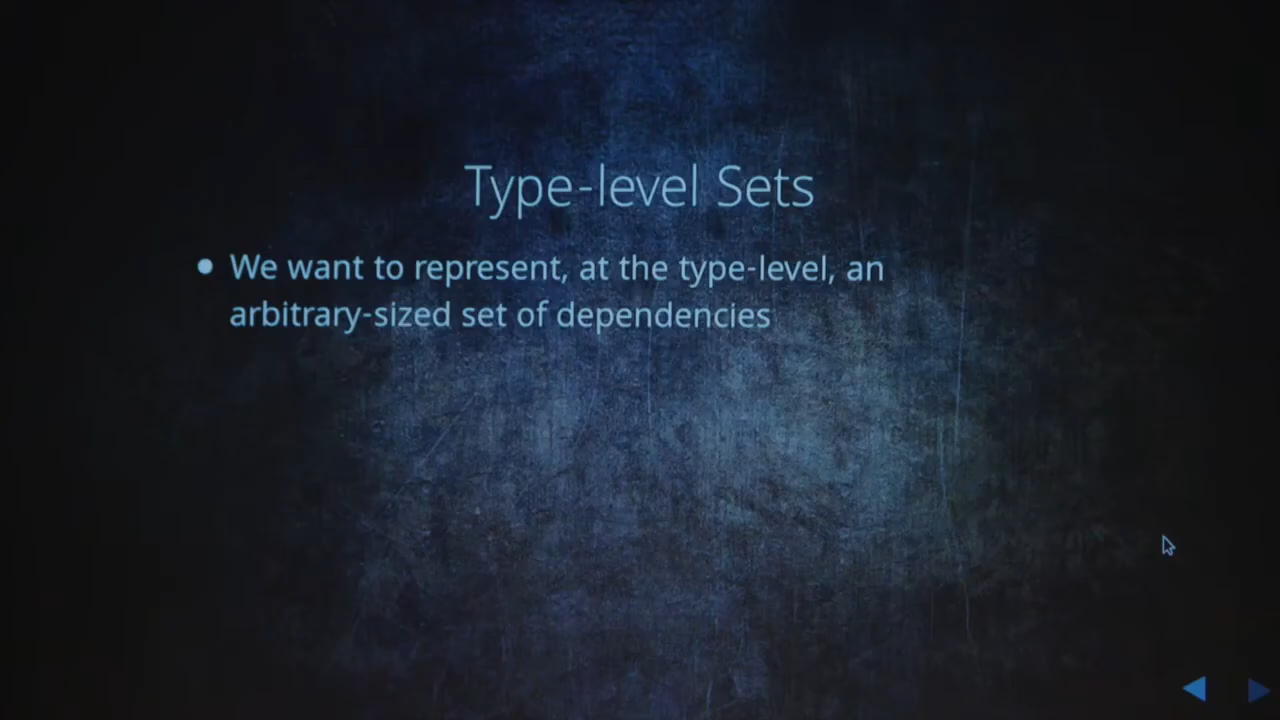 Type-level Sets
We want to represent, at the type-level, an
arbitrary-sized set of dependencies